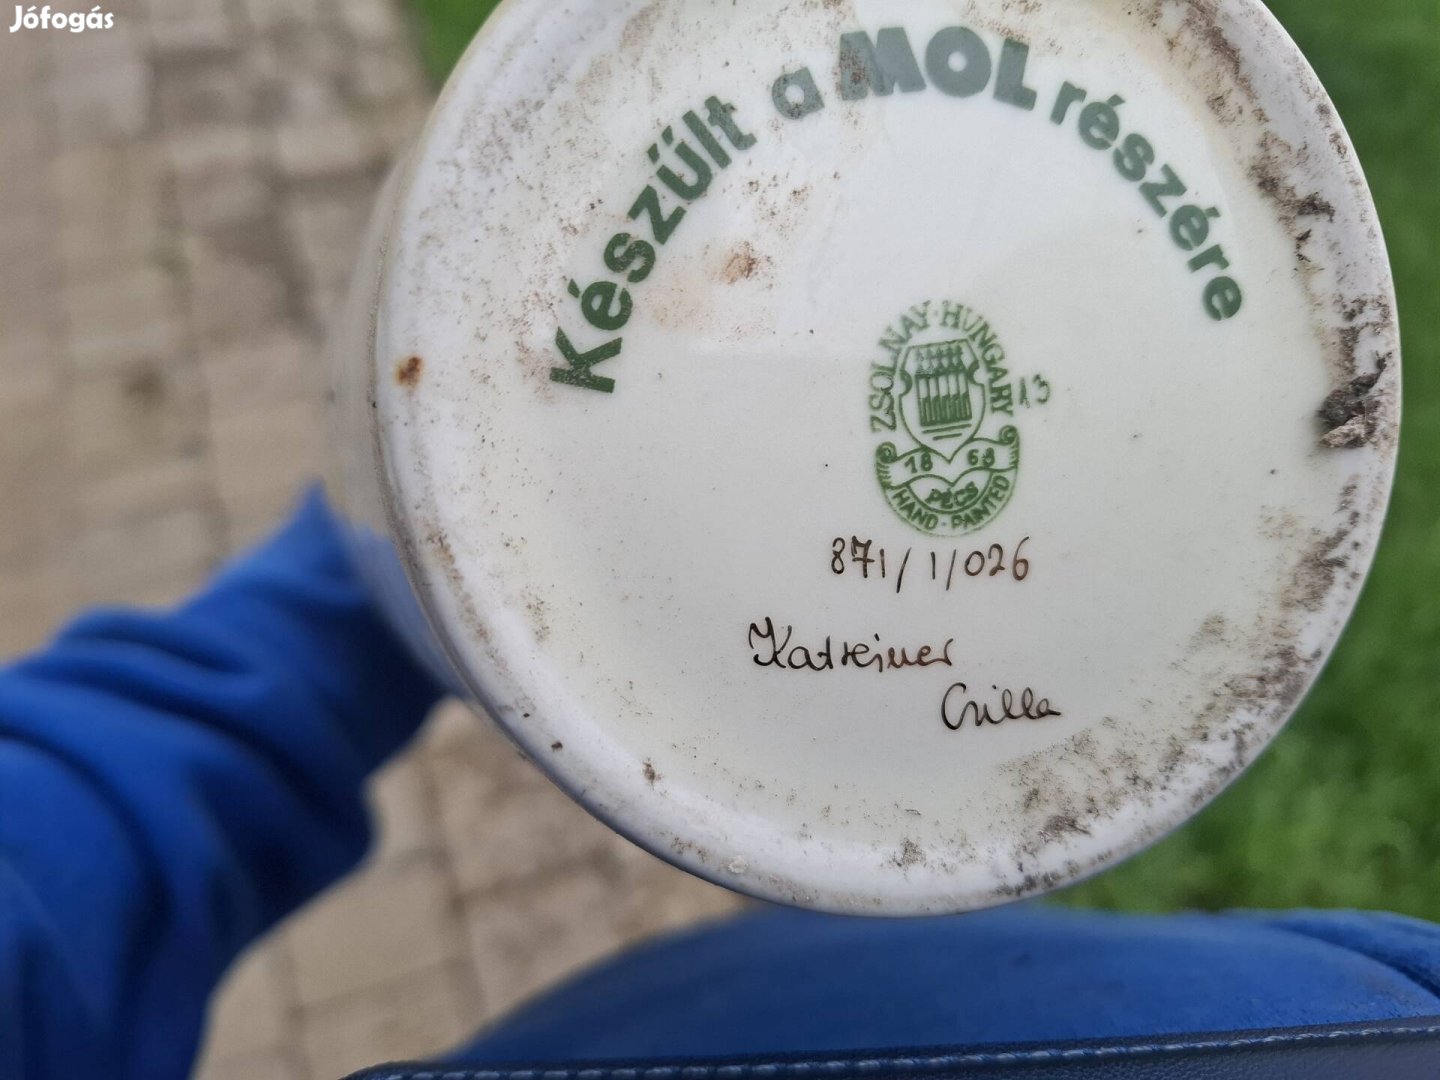 Jófogás
Készült a MOL részére
ZSOLNAY·HUNGARY
13
18 68
PÉCS
HAND-PAINTED
871/1/026
Katreiner
Csilla